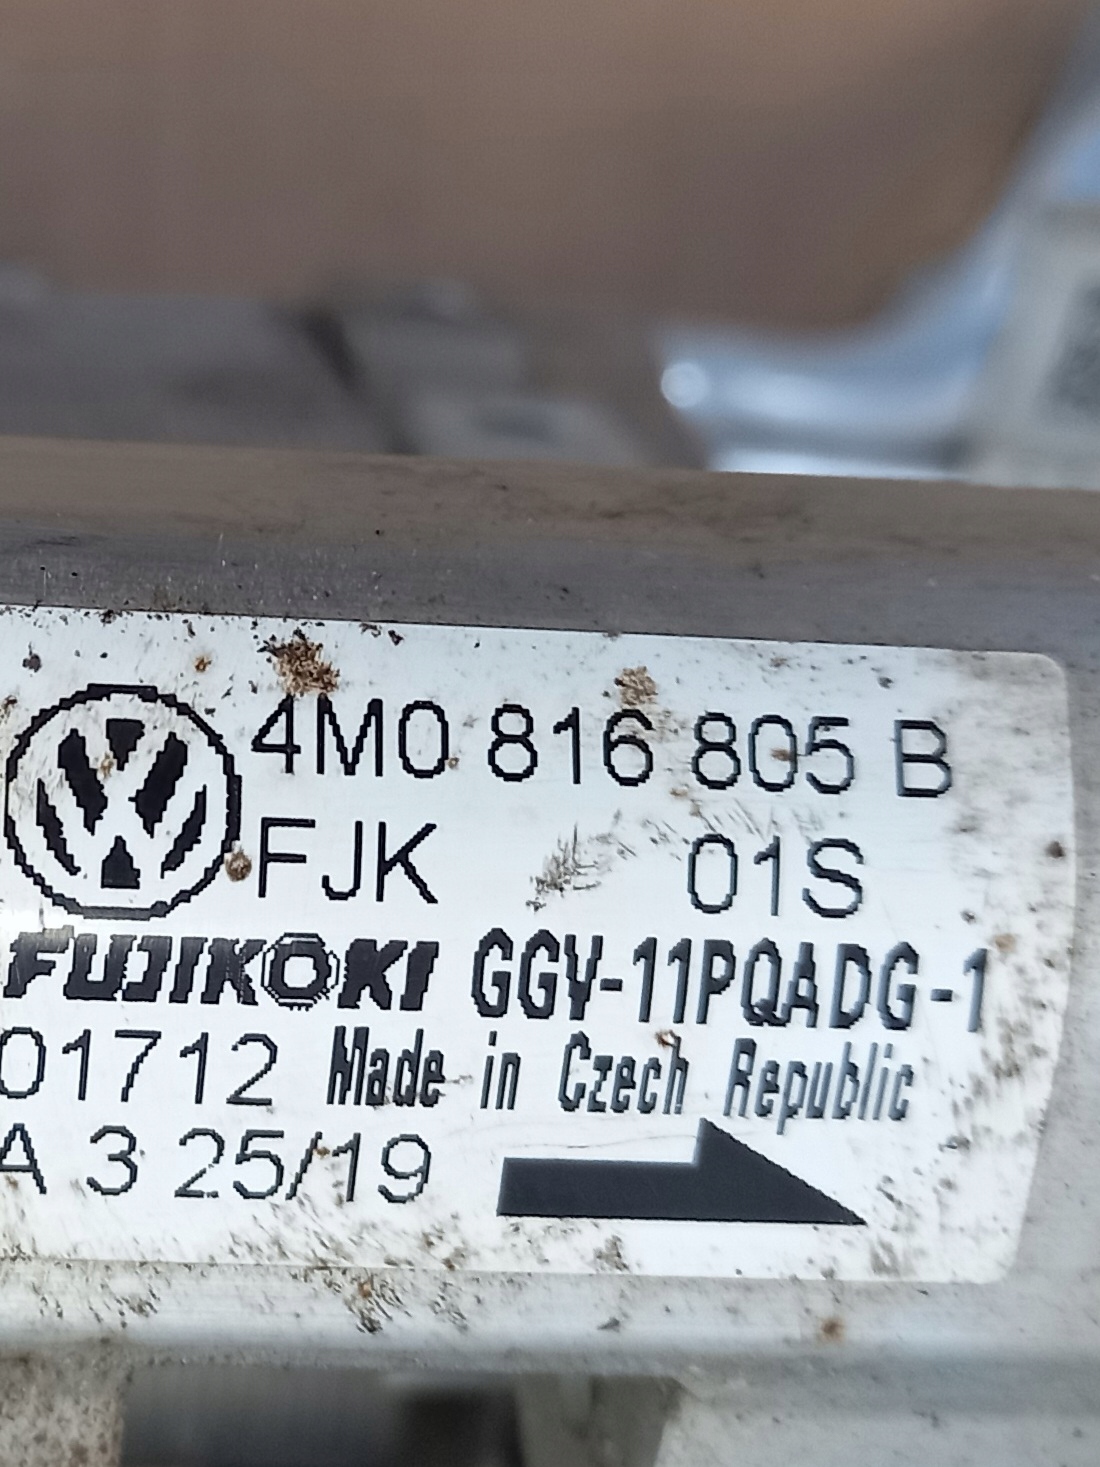 4M0 816 805 B
FJK 01S
FUJIKOKI GGV-11PQADG-1
01712 Made in Czech Republic
A 3 25/19